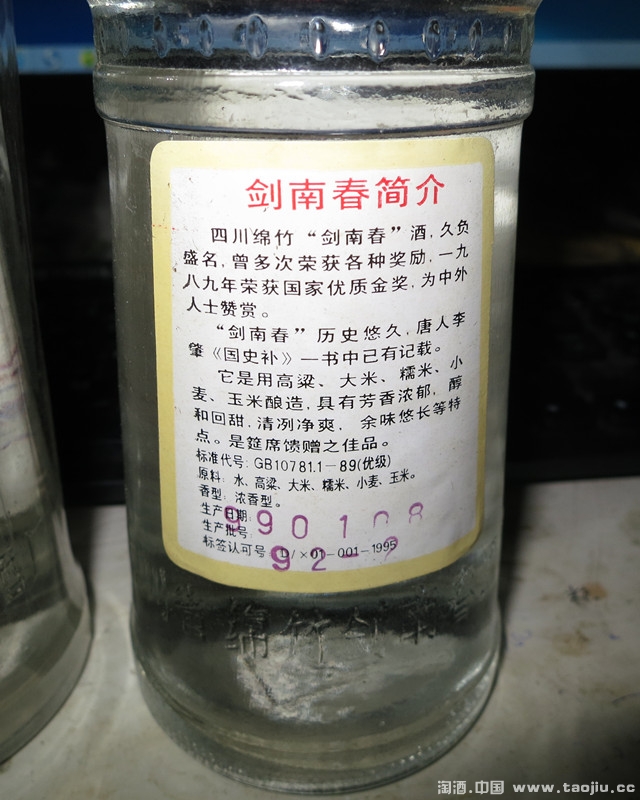 剑南春简介
四川绵竹“剑南春”酒,久负
盛名,曾多次荣获各种奖励,一九
八九年荣获国家优质金奖,为中外
人士赞赏。
“剑南春”历史悠久,唐人李
肇《国史补》一书中已有记载。
它是用高粱、大米、糯米、小
麦、玉米酿造,具有芳香浓郁,醇
和回甜,清冽净爽,余味悠长等特
点。是筵席馈赠之佳品。
标准代号:GB10781.1-89(优级)
原料:水、高粱、大米、糯米、小麦、玉米。
香型:浓香型。
生产日期:990108
生产批号
标签认可号 D/×01-001-1995
绵竹剑南
淘酒.中国 www.taojiu.cc